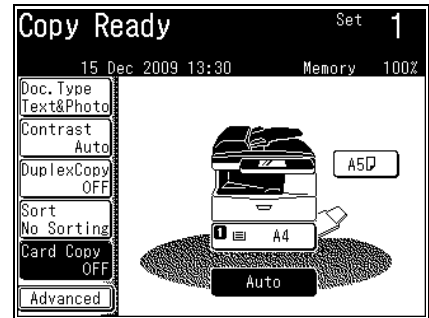 Copy Ready Set 1
15 Dec 2009 13:30 Memory 100%
Doc.Type
Text&Photo
Contrast
Auto
DuplexCopy
OFF
Sort
No Sorting
Card Copy
OFF
Advanced
A5
1 A4
Auto